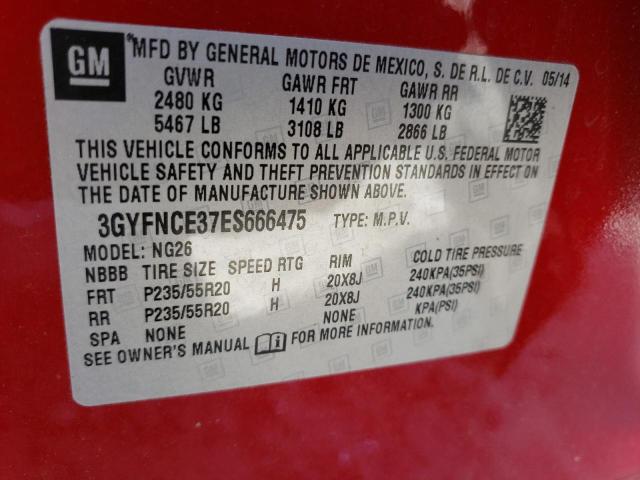 GM
*MFD BY GENERAL MOTORS DE MEXICO, S. DE R.L. DE C.V. 05/14
GVWR GAWR FRT GAWR RR
2480 KG 1410 KG 1300 KG
5467 LB 3108 LB 2866 LB
THIS VEHICLE CONFORMS TO ALL APPLICABLE U.S. FEDERAL MOTOR
VEHICLE SAFETY AND THEFT PREVENTION STANDARDS IN EFFECT ON
THE DATE OF MANUFACTURE SHOWN ABOVE.
3GYFNCE37ES666475 TYPE: M.P.V.
MODEL: NG26
NBBB TIRE SIZE SPEED RTG RIM COLD TIRE PRESSURE
FRT P235/55R20 H 20X8J 240KPA(35PSI)
RR P235/55R20 H 20X8J 240KPA(35PSI)
SPA NONE NONE KPA(PSI)
SEE OWNER'S MANUAL FOR MORE INFORMATION.